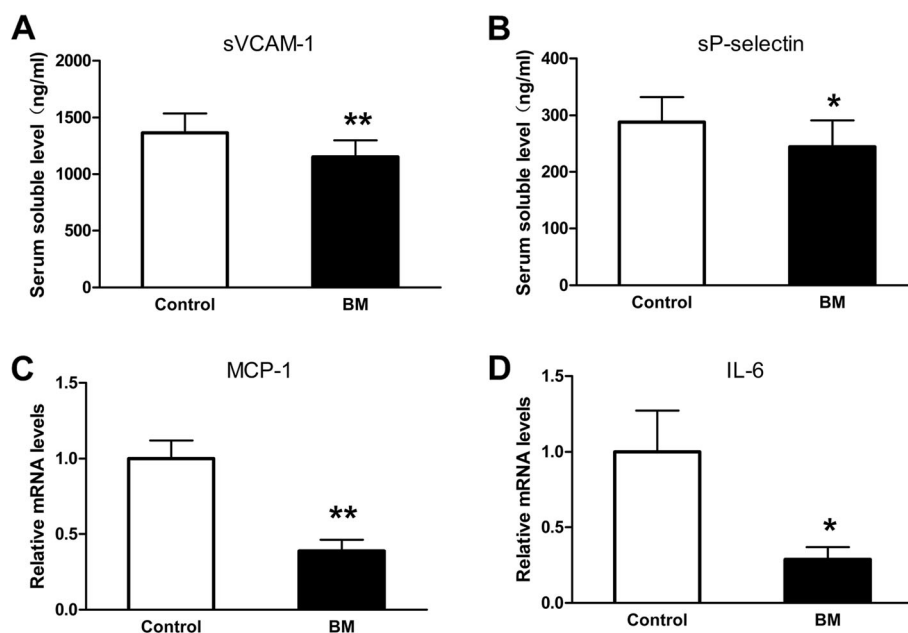 A
sVCAM-1
Serum soluble level（ng/ml)
2000
1500
1000
500
0
**
Control
BM
B
sP-selectin
Serum soluble level（ng/ml)
400
300
200
100
0
*
Control
BM
C
MCP-1
Relative mRNA levels
1.5
1.0
0.5
0.0
**
Control
BM
D
IL-6
Relative mRNA levels
1.5
1.0
0.5
0.0
*
Control
BM